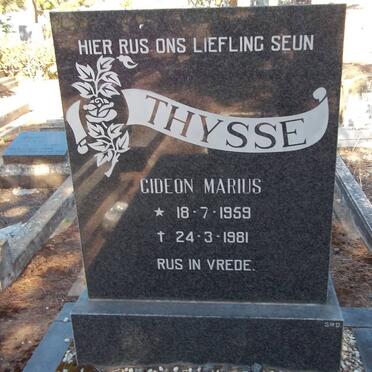 HIER RUS ONS LIEFLING SEUN
THYSSE
GIDEON MARIUS
★ 18-7-1959
† 24-3-1981
RUS IN VREDE.